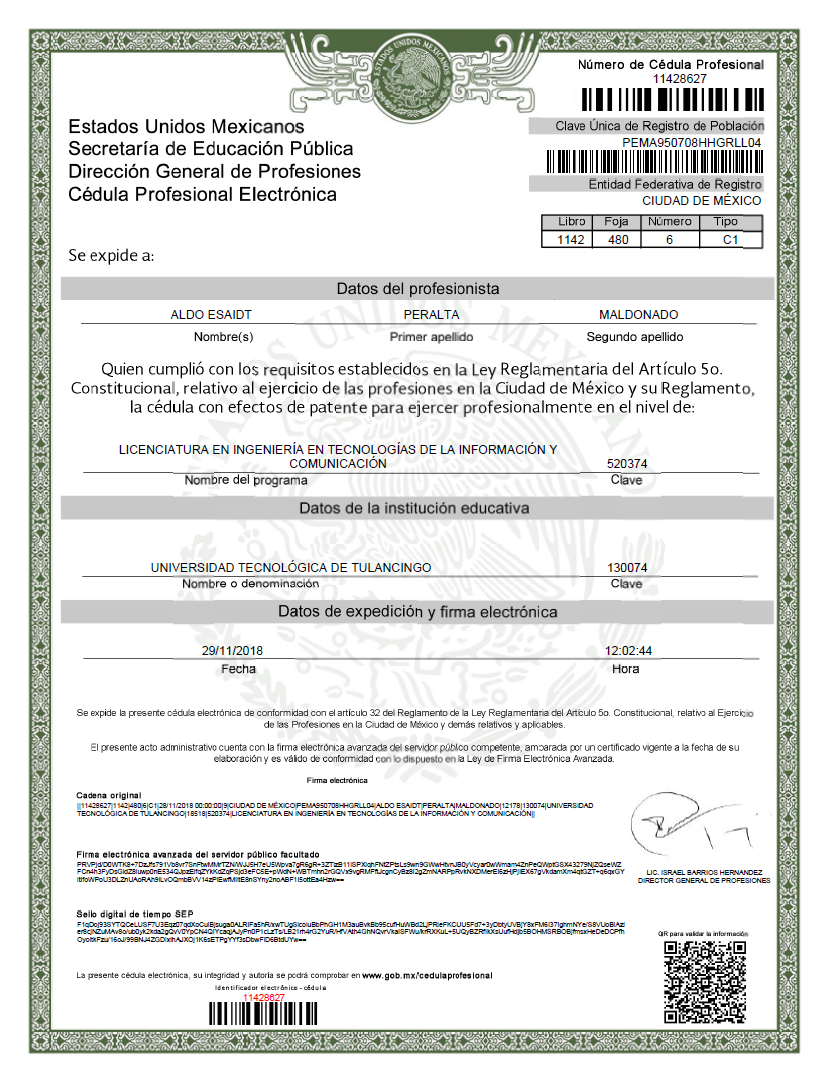 ESTADOS UNIDOS MEXICANOS
Número de Cédula Profesional
11428627
Estados Unidos Mexicanos
Secretaría de Educación Pública
Dirección General de Profesiones
Cédula Profesional Electrónica
Clave Única de Registro de Población
PEMA950708HHGRLL04
Entidad Federativa de Registro
CIUDAD DE MÉXICO
Libro Foja Número Tipo
1142 480 6 C1
Se expide a:
Datos del profesionista
ALDO ESAIDT PERALTA MALDONADO
Nombre(s) Primer apellido Segundo apellido
Quien cumplió con los requisitos establecidos en la Ley Reglamentaria del Artículo 5o.
Constitucional, relativo al ejercicio de las profesiones en la Ciudad de México y su Reglamento,
la cédula con efectos de patente para ejercer profesionalmente en el nivel de:
LICENCIATURA EN INGENIERÍA EN TECNOLOGÍAS DE LA INFORMACIÓN Y
COMUNICACIÓN 520374
Nombre del programa Clave
Datos de la institución educativa
UNIVERSIDAD TECNOLÓGICA DE TULANCINGO 130074
Nombre o denominación Clave
Datos de expedición y firma electrónica
29/11/2018 12:02:44
Fecha Hora
Se expide la presente cédula electrónica de conformidad con el artículo 32 del Reglamento de la Ley Reglamentaria del Artículo 5o. Constitucional, relativo al Ejercicio
de las Profesiones en la Ciudad de México y demás relativos y aplicables.
El presente acto administrativo cuenta con la firma electrónica avanzada del servidor público competente, amparada por un certificado vigente a la fecha de su
elaboración y es válido de conformidad con lo dispuesto en la Ley de Firma Electrónica Avanzada.
Firma electrónica
Cadena original
||11428627|1142|480|6|C1|28/11/2018 00:00:00|9|CIUDAD DE MÉXICO|PEMA950708HHGRLL04|ALDO ESAIDT|PERALTA|MALDONADO|12178|130074|UNIVERSIDAD
TECNOLÓGICA DE TULANCINGO|18518|520374|LICENCIATURA EN INGENIERÍA EN TECNOLOGÍAS DE LA INFORMACIÓN Y COMUNICACIÓN||
Firma electrónica avanzada del servidor público facultado
LIC. ISRAEL BARRIOS HERNANDEZ
DIRECTOR GENERAL DE PROFESIONES
Sello digital de tiempo SEP
QR para validar la información
La presente cédula electrónica, su integridad y autoría se podrá comprobar en www.gob.mx/cedulaprofesional
Identificador electrónico - cédula
11428627